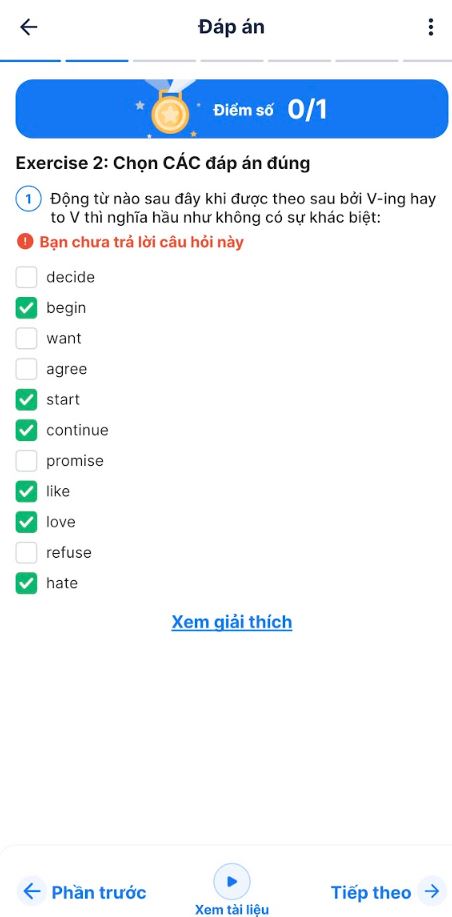 Đáp án
Điểm số 0/1
Exercise 2: Chọn CÁC đáp án đúng
1 Động từ nào sau đây khi được theo sau bởi V-ing hay
to V thì nghĩa hầu như không có sự khác biệt:
! Bạn chưa trả lời câu hỏi này
decide
begin
want
agree
start
continue
promise
like
love
refuse
hate
Xem giải thích
Phần trước
Xem tài liệu
Tiếp theo